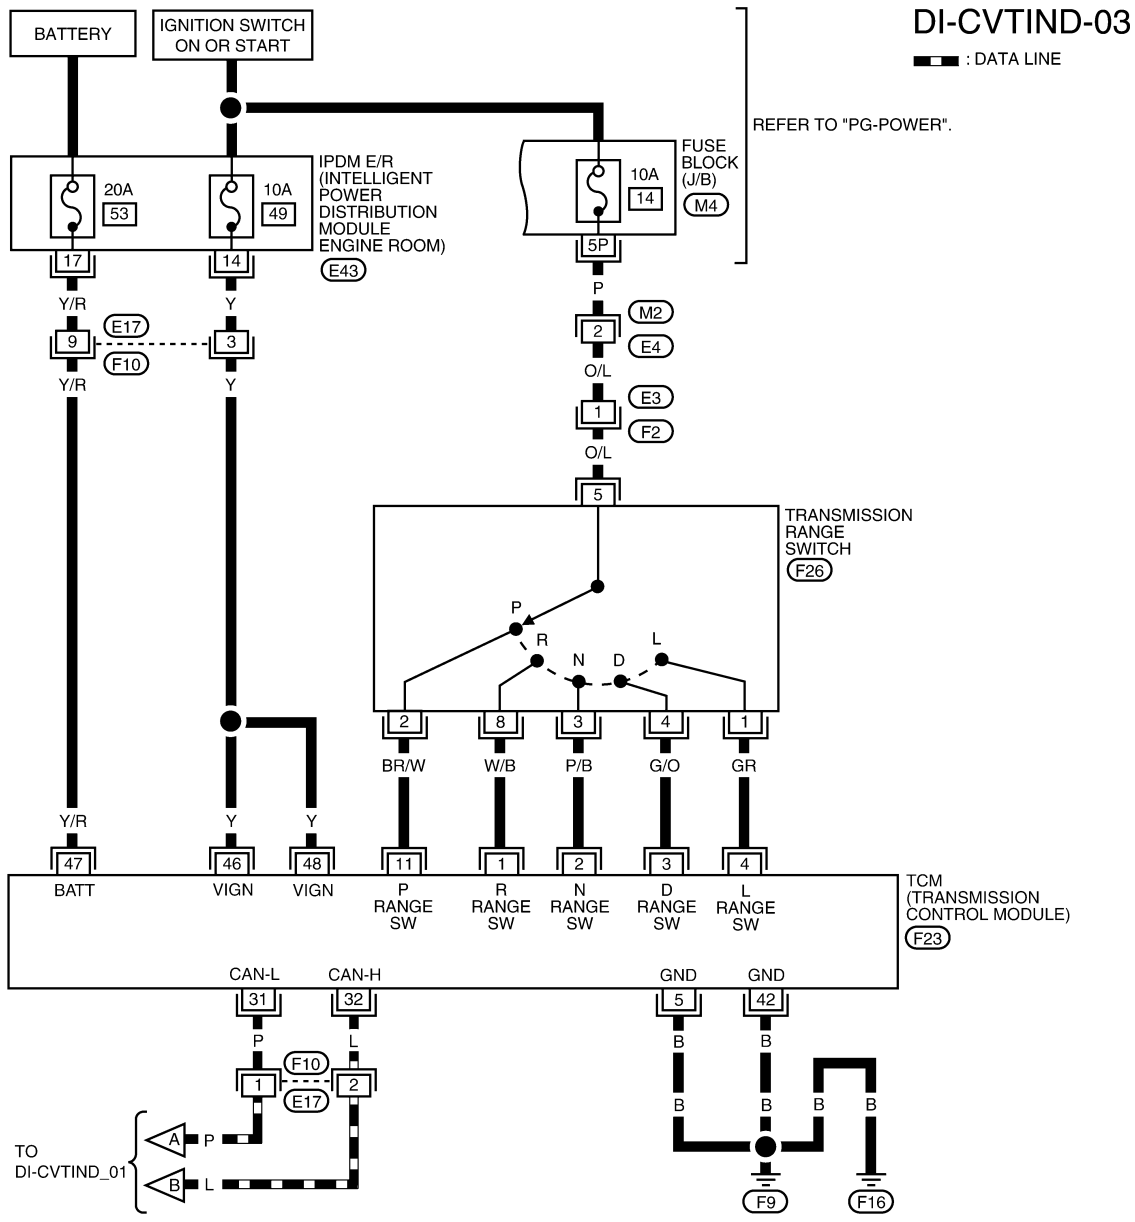 DI-CVTIND-03
: DATA LINE
BATTERY
IGNITION SWITCH
ON OR START
REFER TO "PG-POWER".
20A
53
10A
49
IPDM E/R
(INTELLIGENT
POWER
DISTRIBUTION
MODULE
ENGINE ROOM)
E43
10A
14
FUSE
BLOCK
(J/B)
M4
17
14
5P
Y/R
Y
P
9
E17
F10
3
2
M2
E4
Y/R
Y
O/L
1
E3
F2
O/L
5
TRANSMISSION
RANGE
SWITCH
F26
P
R
N
D
L
2
8
3
4
1
BR/W
W/B
P/B
G/O
GR
Y/R
Y
Y
47
46
48
11
1
2
3
4
BATT
VIGN
VIGN
P
RANGE
SW
R
RANGE
SW
N
RANGE
SW
D
RANGE
SW
L
RANGE
SW
TCM
(TRANSMISSION
CONTROL MODULE)
F23
CAN-L
CAN-H
GND
GND
31
32
5
42
P
L
B
B
1
F10
E17
2
B
B
B
B
TO
DI-CVTIND_01
A
P
B
L
F9
F16